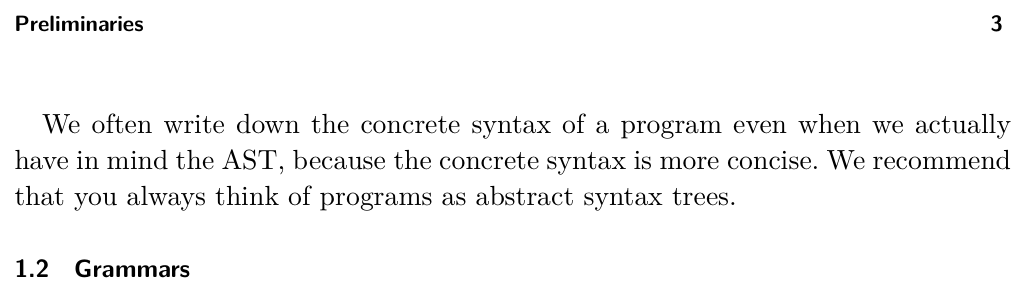 Preliminaries 3
We often write down the concrete syntax of a program even when we actually
have in mind the AST, because the concrete syntax is more concise. We recommend
that you always think of programs as abstract syntax trees.
1.2 Grammars